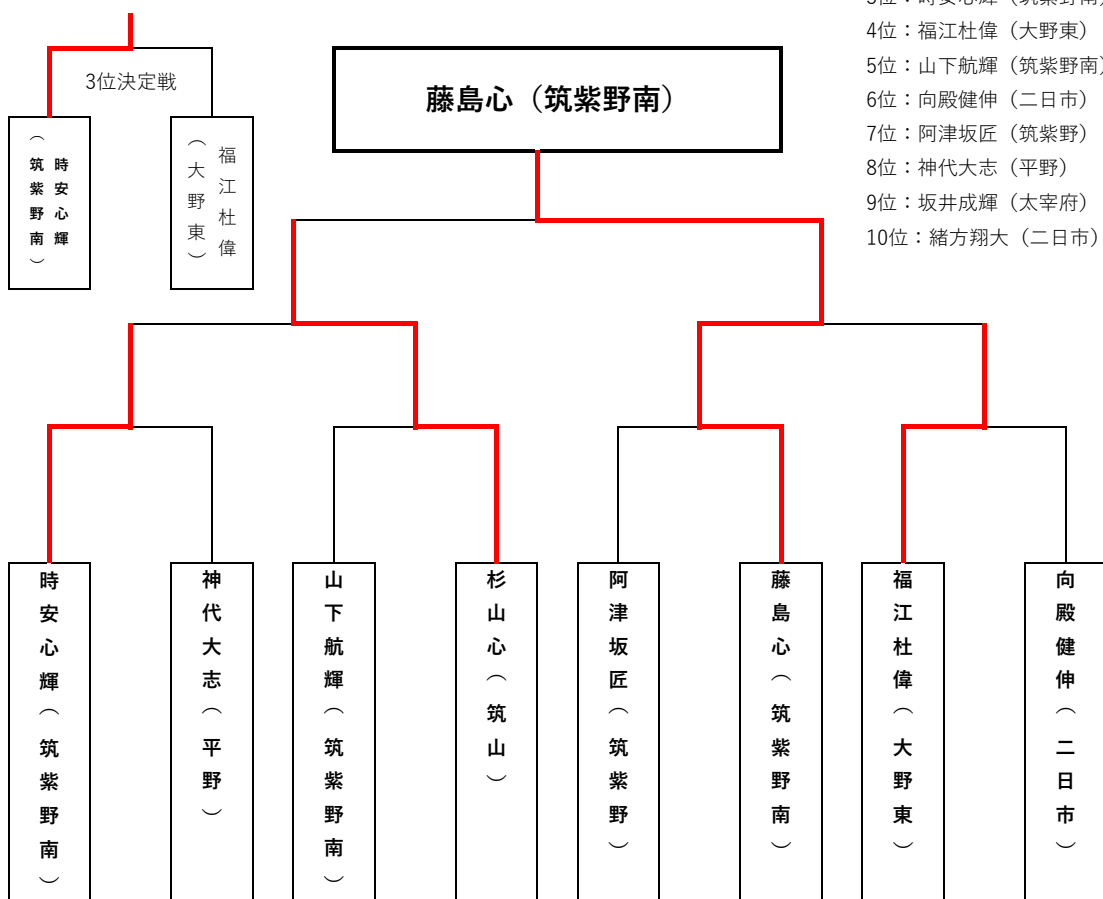 3位：時安心輝（筑紫野南）
4位：福江杜偉（大野東）
5位：山下航輝（筑紫野南）
6位：向殿健伸（二日市）
7位：阿津坂匠（筑紫野）
8位：神代大志（平野）
9位：坂井成輝（太宰府）
10位：緒方翔大（二日市）
3位決定戦
藤島心（筑紫野南）
時安心輝
（筑紫野南）
福江杜偉
（大野東）
時安心輝（筑紫野南）
神代大志（平野）
山下航輝（筑紫野南）
杉山心（筑山）
阿津坂匠（筑紫野）
藤島心（筑紫野南）
福江杜偉（大野東）
向殿健伸（二日市）